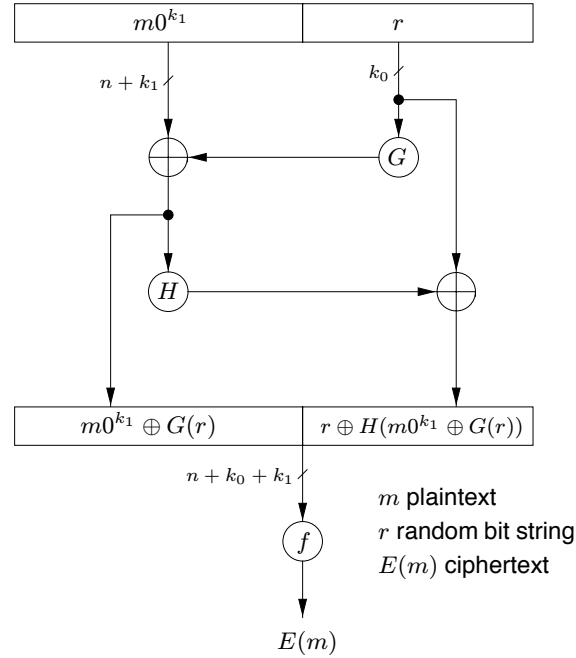 m0^{k_1} r
n + k_1 k_0
G
H
m0^{k_1} ⊕ G(r) r ⊕ H(m0^{k_1} ⊕ G(r))
n + k_0 + k_1
m plaintext
r random bit string
f
E(m) ciphertext
E(m)